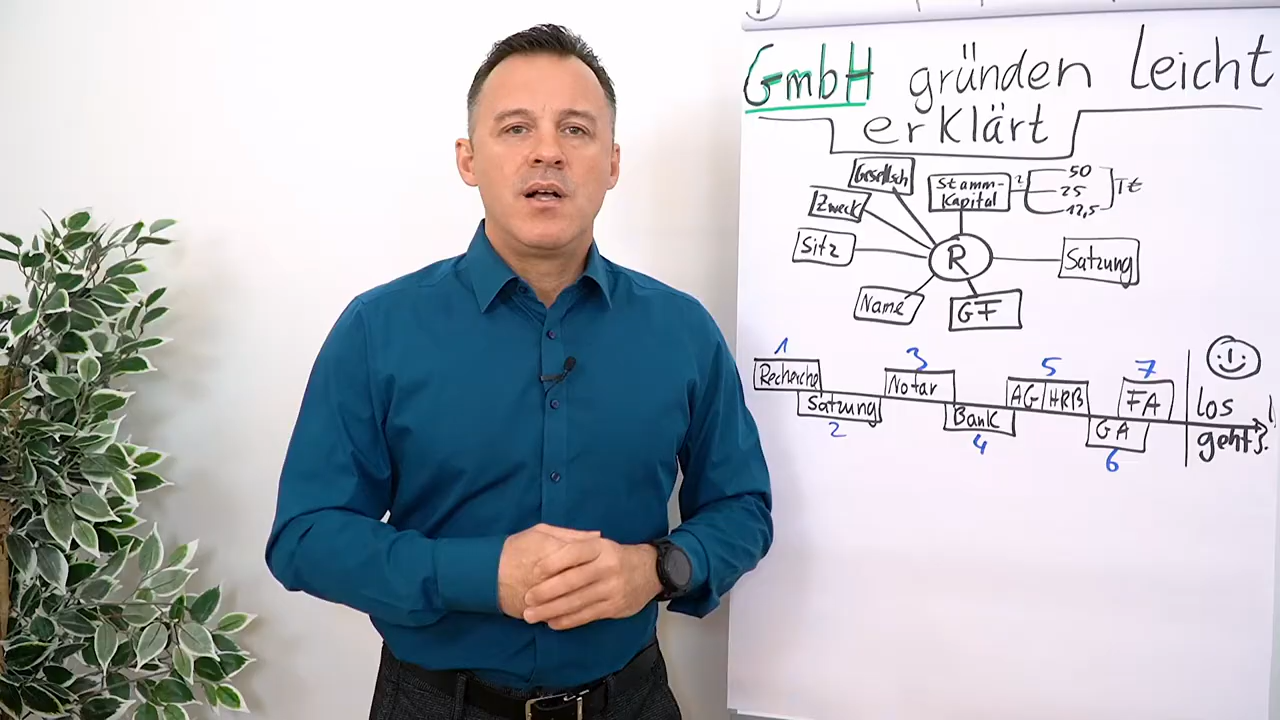 GmbH gründen leicht
erklärt
Gesellsch
Stamm-
Kapital
?
50
25
12,5
T€
Zweck
Sitz
R
Satzung
Name
GF
1
3
5
7
Recherche
Notar
AG/HRB
FA
Satzung
Bank
GA
2
4
6
los
geht's!